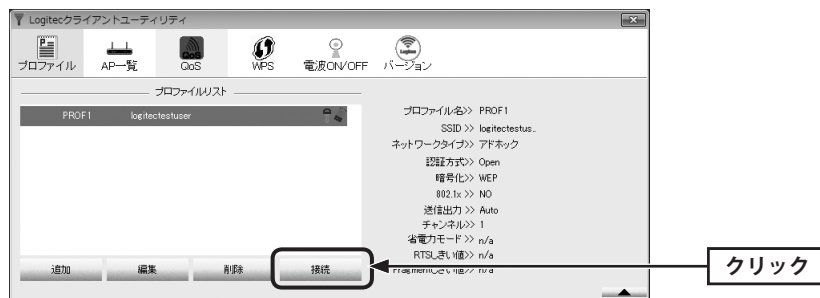 Logitecクライアントユーティリティ
プロファイル AP一覧 QoS WPS 電波ON/OFF バージョン
プロファイルリスト
PROF1 logitectestuser
プロファイル名>> PROF1
SSID >> logitectestus..
ネットワークタイプ>> アドホック
認証方式>> Open
暗号化>> WEP
802.1x >> NO
送信出力 >> Auto
チャンネル>> 1
省電力モード >> n/a
RTSしきい値>> n/a
Fragmentしきい値>> n/a
追加 編集 削除 接続
クリック